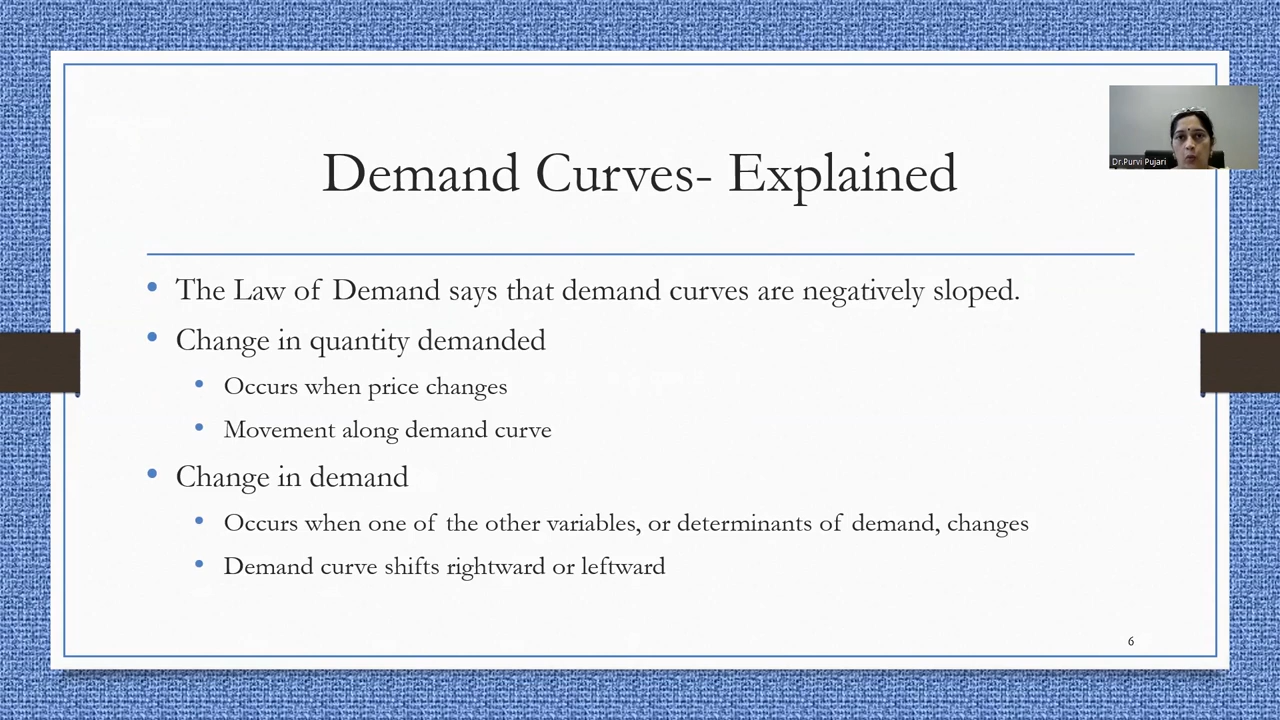 Demand Curves- Explained
Dr.Purvi Pujari
The Law of Demand says that demand curves are negatively sloped.
Change in quantity demanded
Occurs when price changes
Movement along demand curve
Change in demand
Occurs when one of the other variables, or determinants of demand, changes
Demand curve shifts rightward or leftward
6